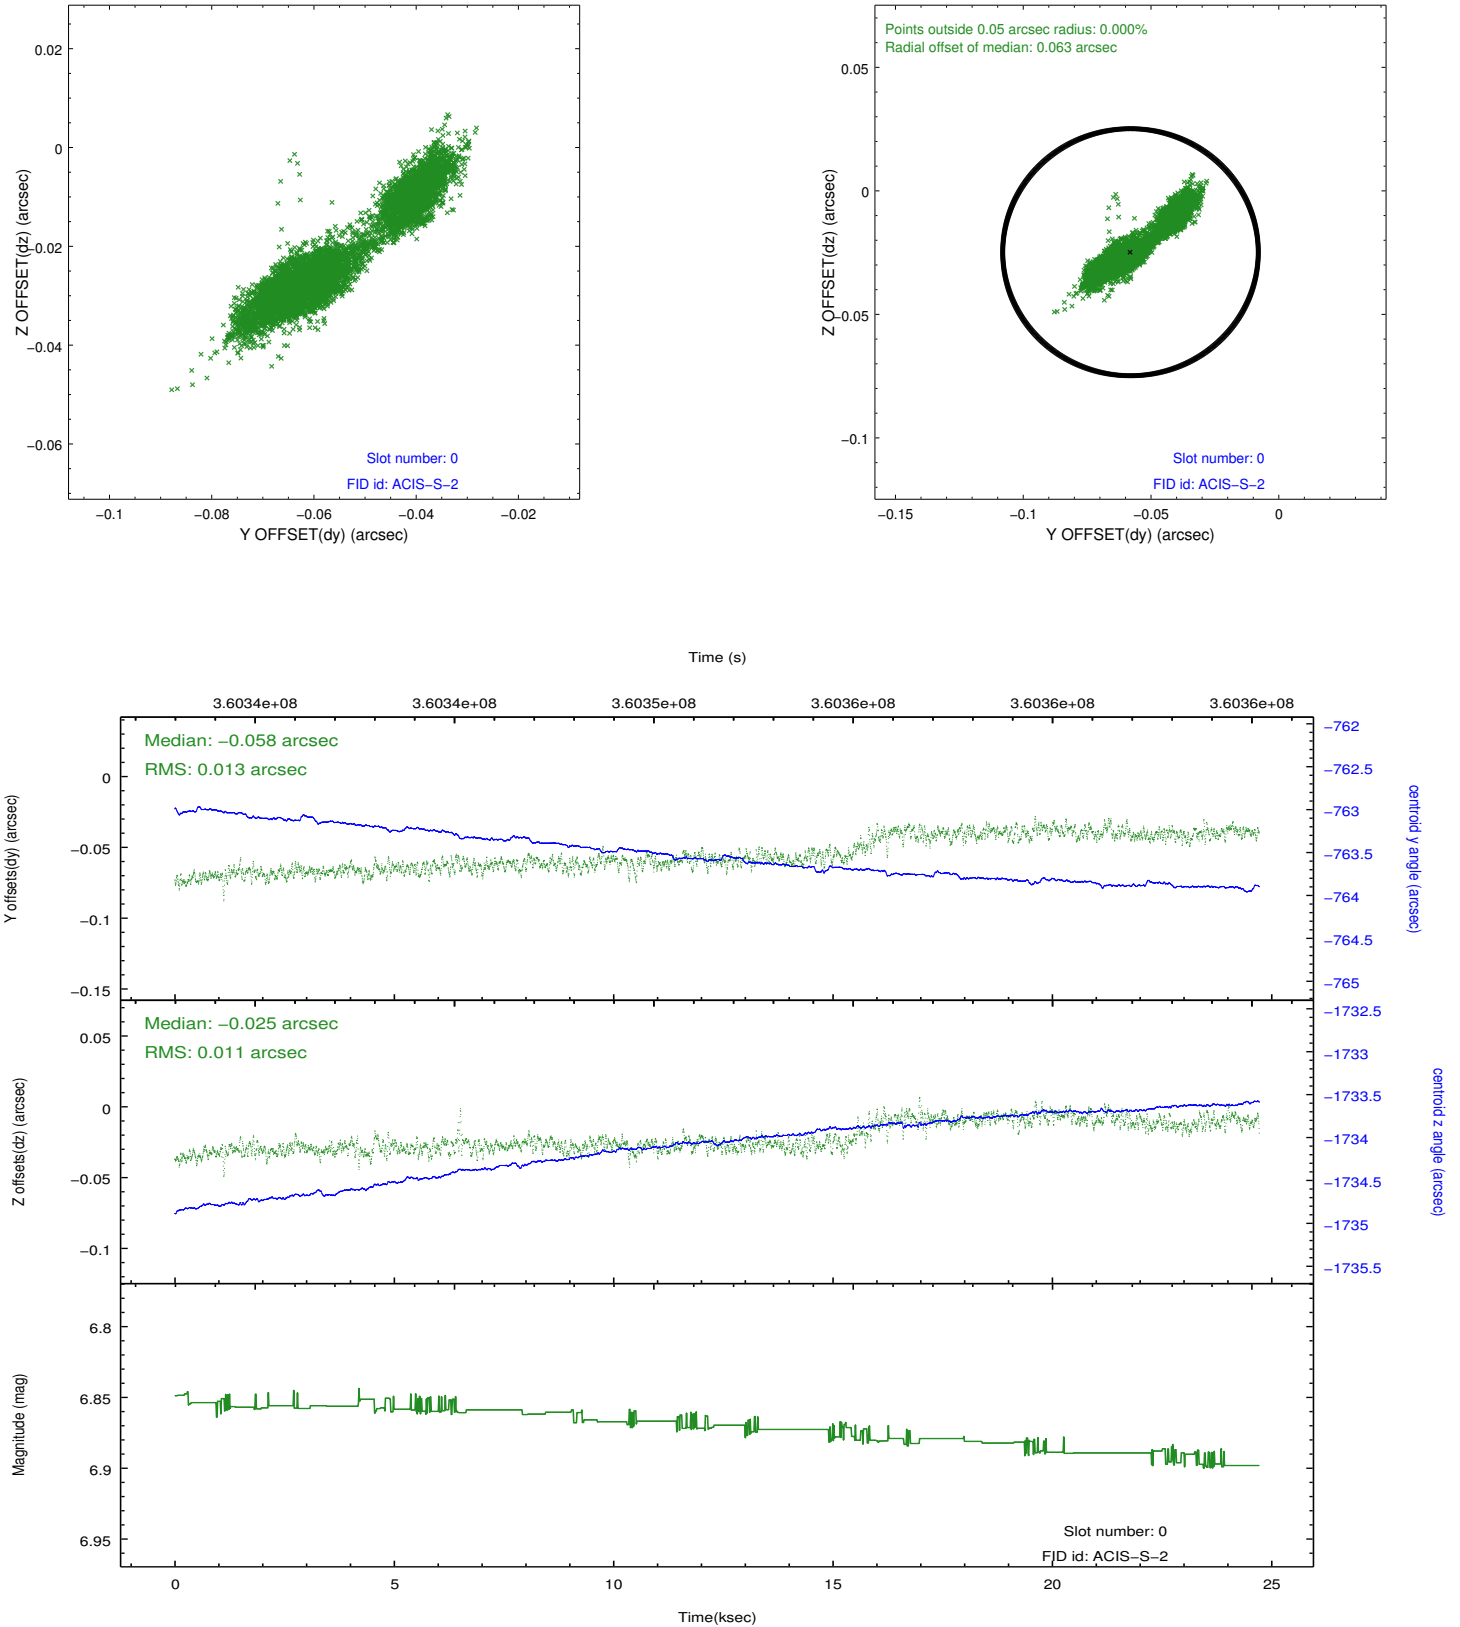 0.02
0
−0.02
−0.04
−0.06
Z OFFSET(dz) (arcsec)
Slot number: 0
FID id: ACIS−S−2
−0.1
−0.08
−0.06
−0.04
−0.02
Y OFFSET(dy) (arcsec)
Points outside 0.05 arcsec radius: 0.000%
Radial offset of median: 0.063 arcsec
0.05
0
−0.05
−0.1
Z OFFSET(dz) (arcsec)
Slot number: 0
FID id: ACIS−S−2
−0.15
−0.1
−0.05
0
Y OFFSET(dy) (arcsec)
Time (s)
3.6034e+08
3.6034e+08
3.6035e+08
3.6036e+08
3.6036e+08
3.6036e+08
Median: −0.058 arcsec
RMS: 0.013 arcsec
0
−0.05
−0.1
−0.15
Y offsets(dy) (arcsec)
−762
−762.5
−763
−763.5
−764
−764.5
−765
centroid y angle (arcsec)
Median: −0.025 arcsec
RMS: 0.011 arcsec
0.05
0
−0.05
−0.1
Z offsets(dz) (arcsec)
−1732.5
−1733
−1733.5
−1734
−1734.5
−1735
−1735.5
centroid z angle (arcsec)
6.8
6.85
6.9
6.95
Magnitude (mag)
Slot number: 0
FID id: ACIS−S−2
0
5
10
15
20
25
Time(ksec)